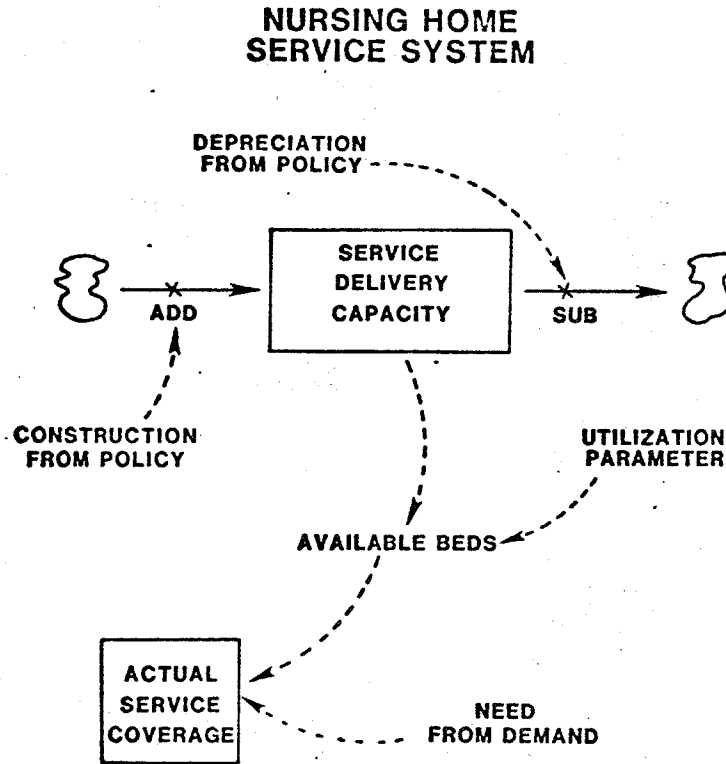 NURSING HOME
SERVICE SYSTEM
DEPRECIATION
FROM POLICY
SERVICE
DELIVERY
CAPACITY
ADD
SUB
CONSTRUCTION
FROM POLICY
UTILIZATION
PARAMETER
AVAILABLE BEDS
ACTUAL
SERVICE
COVERAGE
NEED
FROM DEMAND